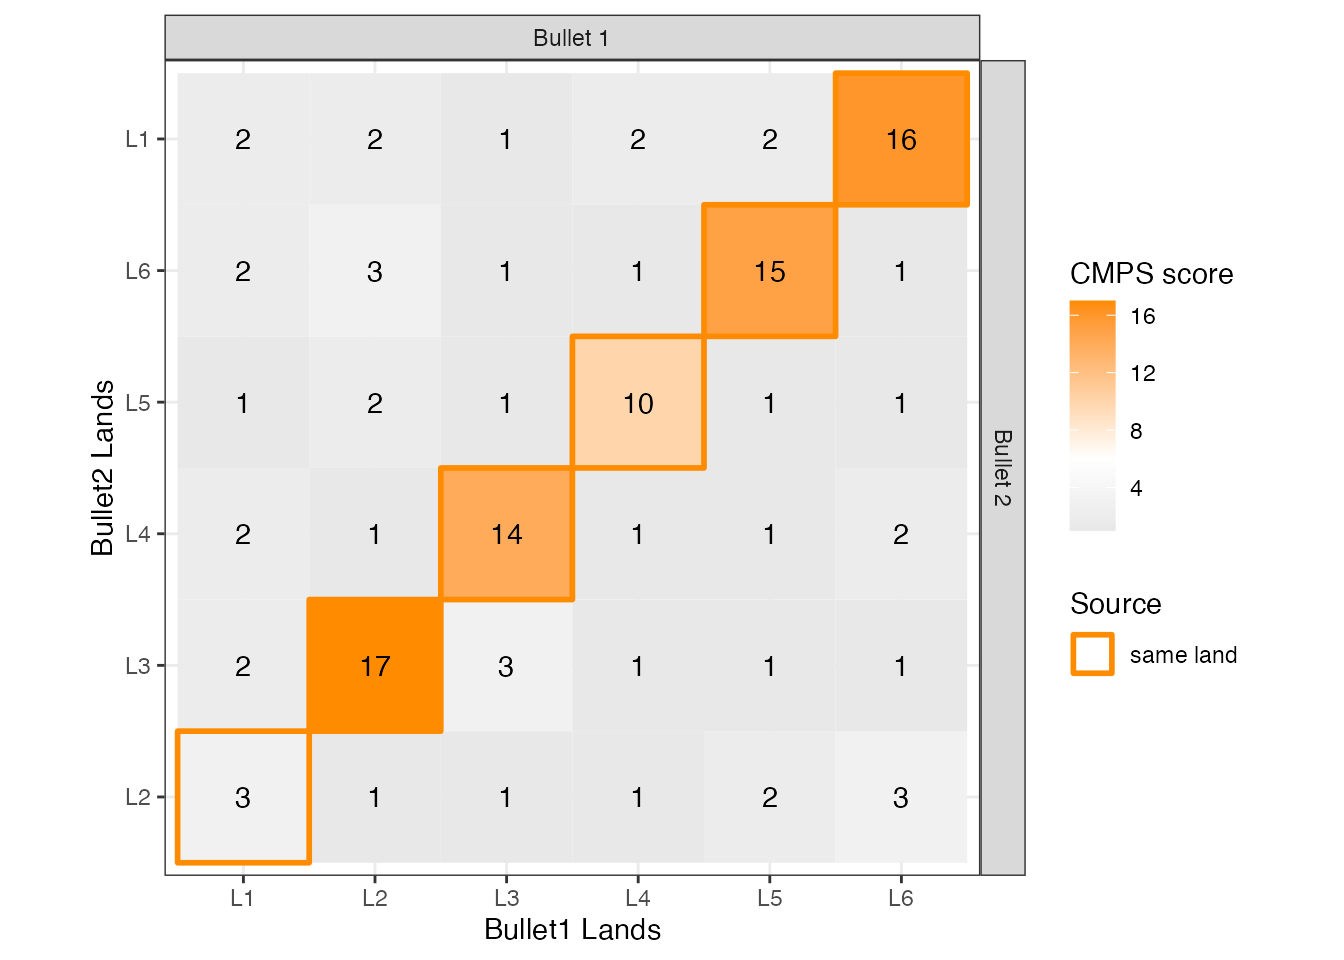 Bullet 1
L1 2 2 1 2 2 16
L6 2 3 1 1 15 1
L5 1 2 1 10 1 1
L4 2 1 14 1 1 2
L3 2 17 3 1 1 1
L2 3 1 1 1 2 3
L1 L2 L3 L4 L5 L6
Bullet1 Lands
Bullet2 Lands
Bullet 2
CMPS score
16
12
8
4
Source
same land